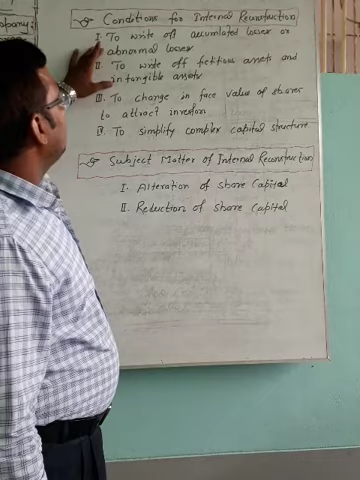 ☞ Conditions for Internal Reconstruction
I. To write off accumlated losses or
abnormal losses
II. To write off fictitious assets and
intangible assets
III. To change in face value of shares
to attract investors
IV. To simplify complex capital structure
☞ Subject Matter of Internal Reconstruction
I. Alteration of Share Capital
II. Reduction of Share Capital